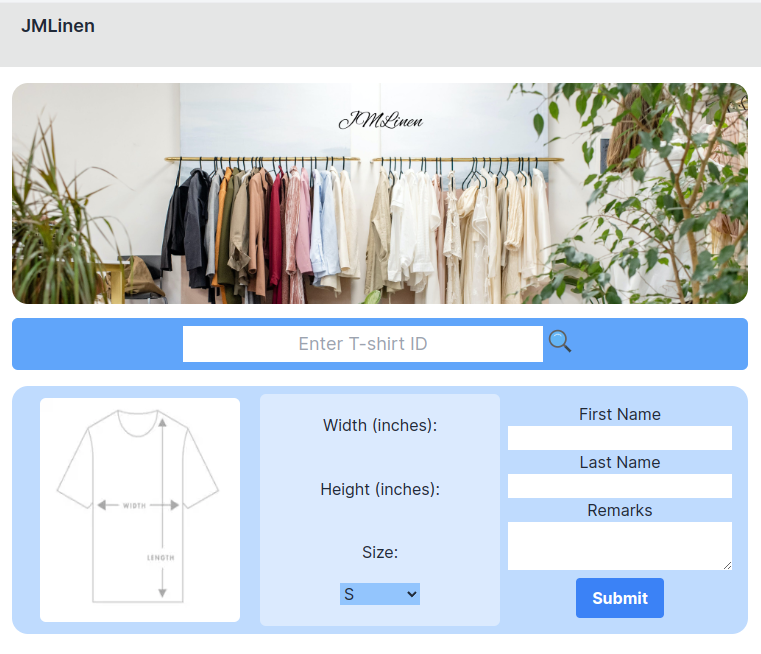 JMLinen
JMLinen
Enter T-shirt ID
WIDTH
LENGTH
Width (inches):
Height (inches):
Size:
S
First Name
Last Name
Remarks
Submit